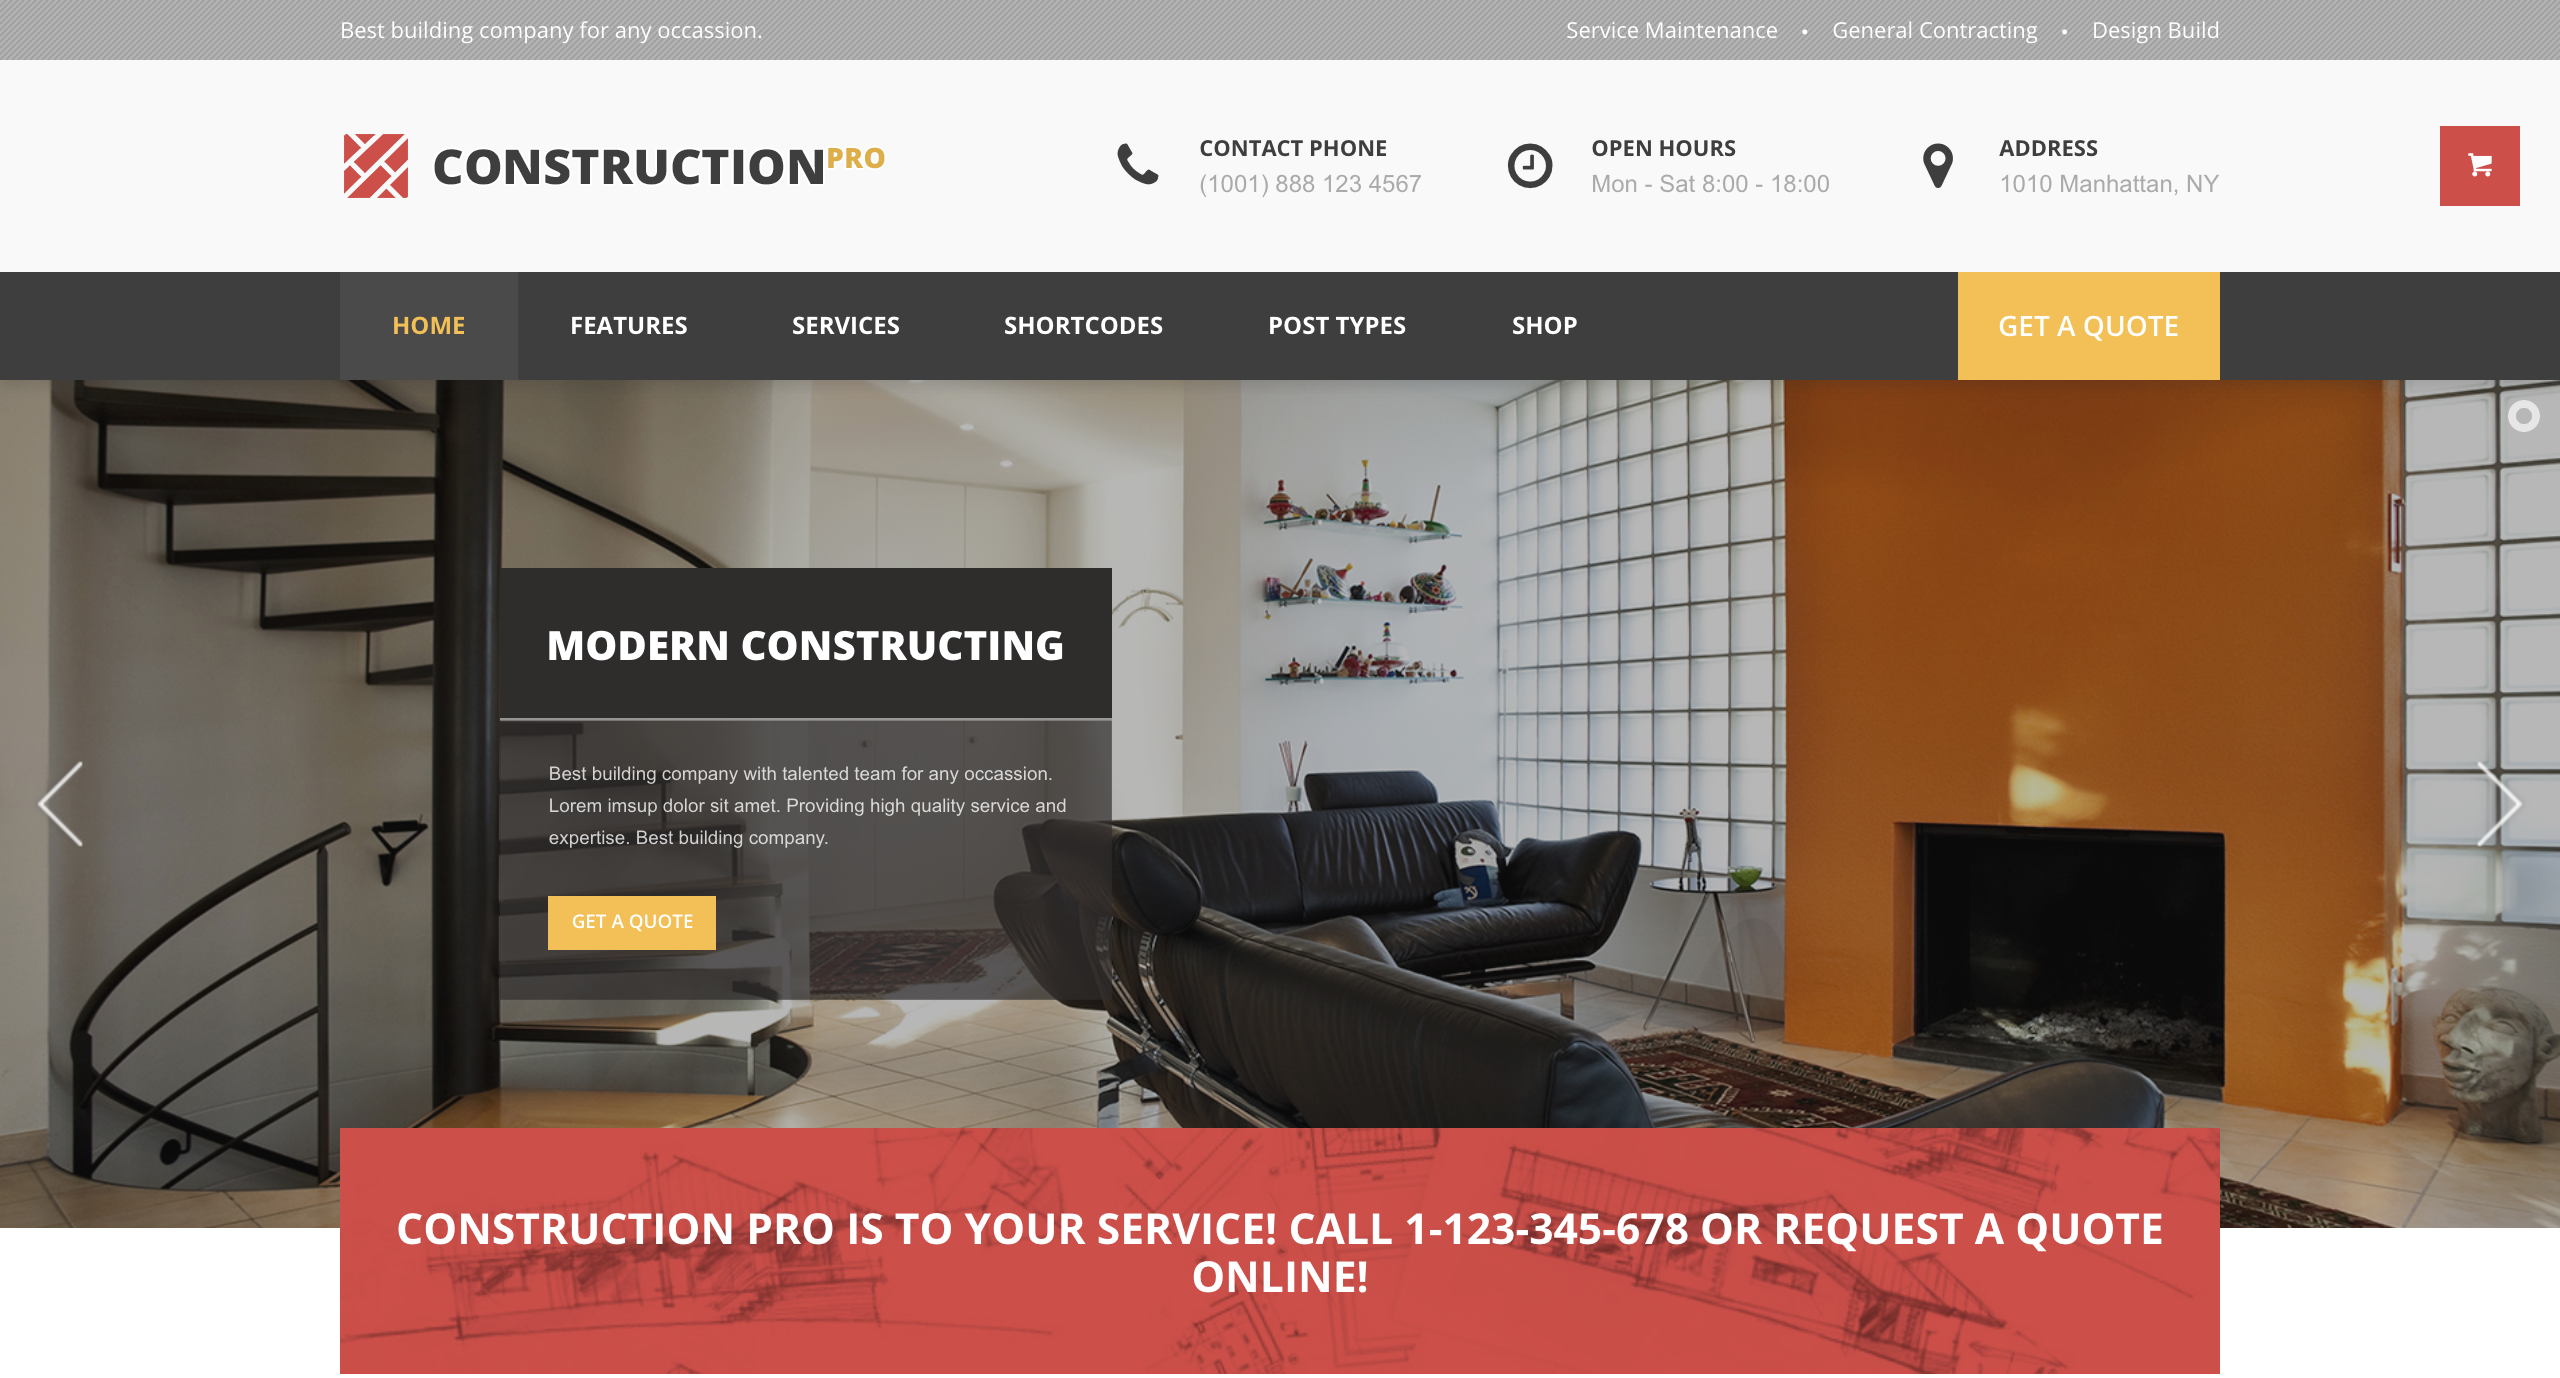 Best building company for any occassion.
Service Maintenance • General Contracting • Design Build
CONSTRUCTIONPRO
CONTACT PHONE
(1001) 888 123 4567
OPEN HOURS
Mon - Sat 8:00 - 18:00
ADDRESS
1010 Manhattan, NY
HOME
FEATURES
SERVICES
SHORTCODES
POST TYPES
SHOP
GET A QUOTE
MODERN CONSTRUCTING
Best building company with talented team for any occassion.
Lorem imsup dolor sit amet. Providing high quality service and
expertise. Best building company.
GET A QUOTE
CONSTRUCTION PRO IS TO YOUR SERVICE! CALL 1-123-345-678 OR REQUEST A QUOTE
ONLINE!